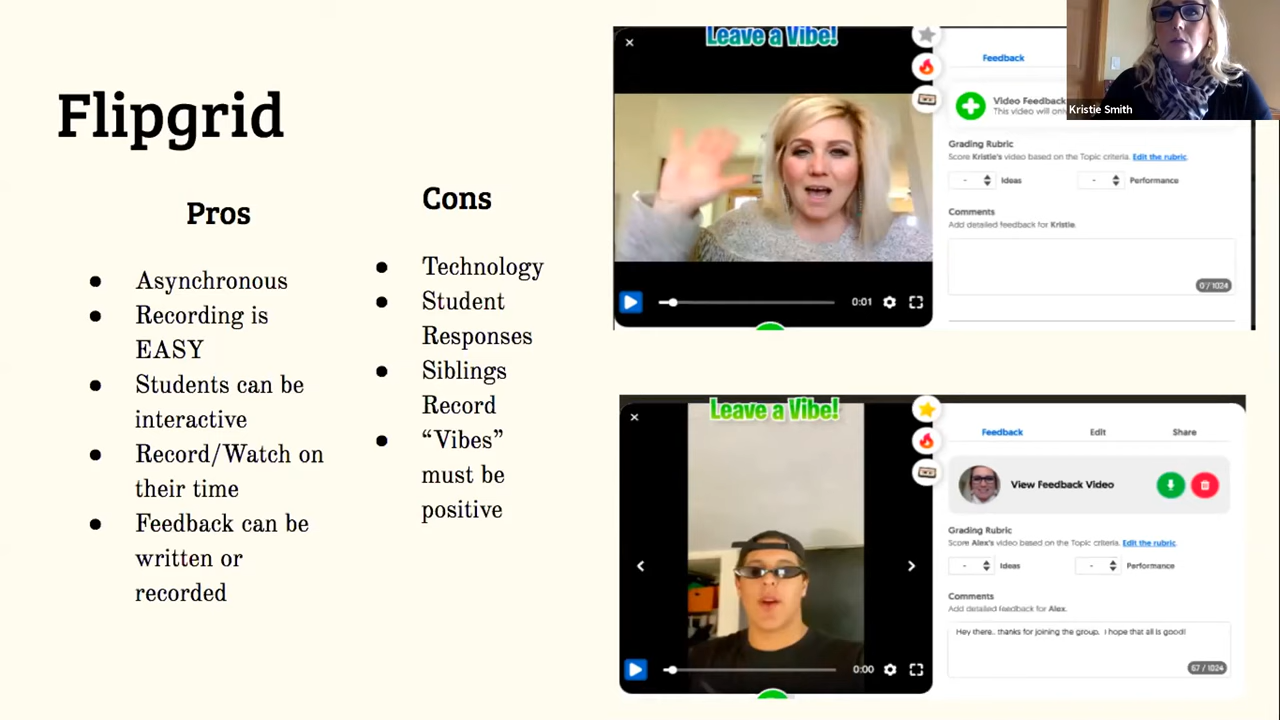 Flipgrid
Pros
● Asynchronous
● Recording is
EASY
● Students can be
interactive
● Record/Watch on
their time
● Feedback can be
written or
recorded
Cons
● Technology
● Student
Responses
● Siblings
Record
● “Vibes”
must be
positive
Leave a Vibe!
0:01
Feedback
Video Feedback
This video will only
Grading Rubric
Score Kristie's video based on the Topic criteria. Edit the rubric.
- Ideas - Performance
Comments
Add detailed feedback for Kristie.
0 / 1024
Kristie Smith
Leave a Vibe!
0:00
Feedback Edit Share
View Feedback Video
Grading Rubric
Score Alex's video based on the Topic criteria. Edit the rubric.
- Ideas - Performance
Comments
Add detailed feedback for Alex.
Hey there.. thanks for joining the group. I hope that all is good!
67 / 1024